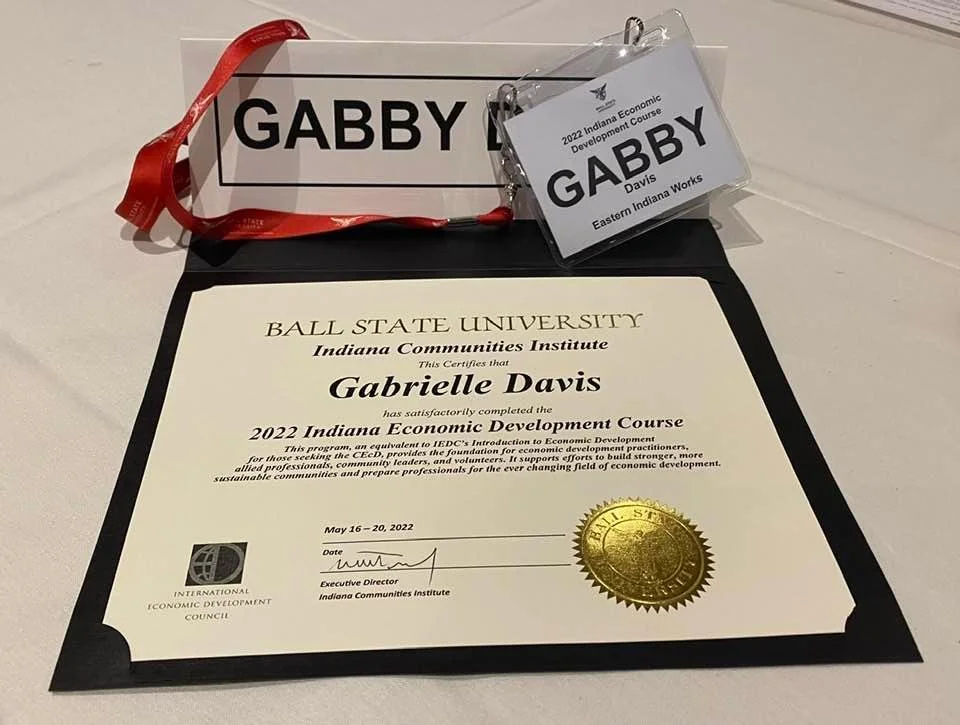 GABBY D
BALL STATE
2022 Indiana Economic
Development Course
GABBY
Davis
Eastern Indiana Works
BALL STATE UNIVERSITY
Indiana Communities Institute
This Certifies that
Gabrielle Davis
has satisfactorily completed the
2022 Indiana Economic Development Course
This program, an equivalent to IEDC's Introduction to Economic Development
for those seeking the CEcD, provides the foundation for economic development practitioners,
allied professionals, community leaders, and volunteers. It supports efforts to build stronger, more
sustainable communities and prepare professionals for the ever changing field of economic development.
May 16 – 20, 2022
Date
Executive Director
Indiana Communities Institute
INTERNATIONAL
ECONOMIC DEVELOPMENT
COUNCIL
BALL STATE
UNIVERSITY